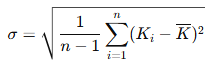 σ = √(1/(n−1) ∑_{i=1}^{n} (K_i − K̅)²)